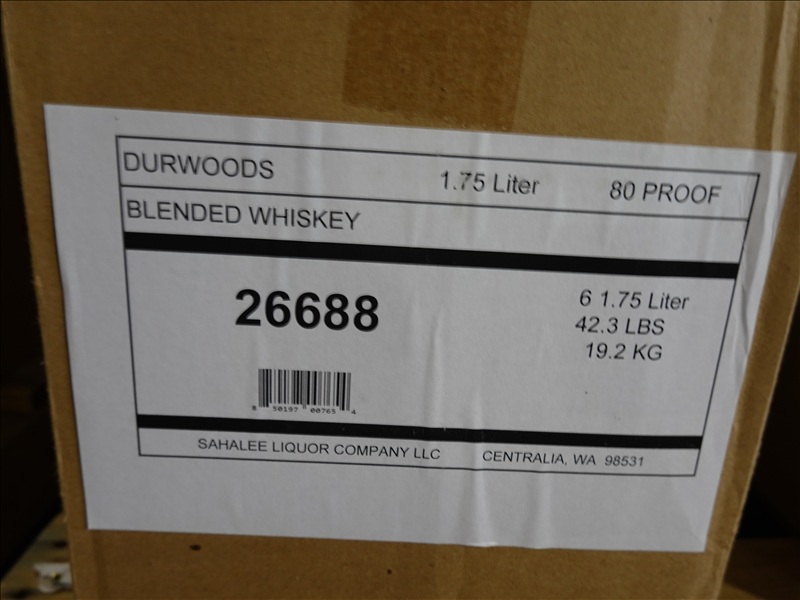 DURWOODS 1.75 Liter 80 PROOF
BLENDED WHISKEY
26688
6 1.75 Liter
42.3 LBS
19.2 KG
8 50197 00765 4
SAHALEE LIQUOR COMPANY LLC CENTRALIA, WA 98531